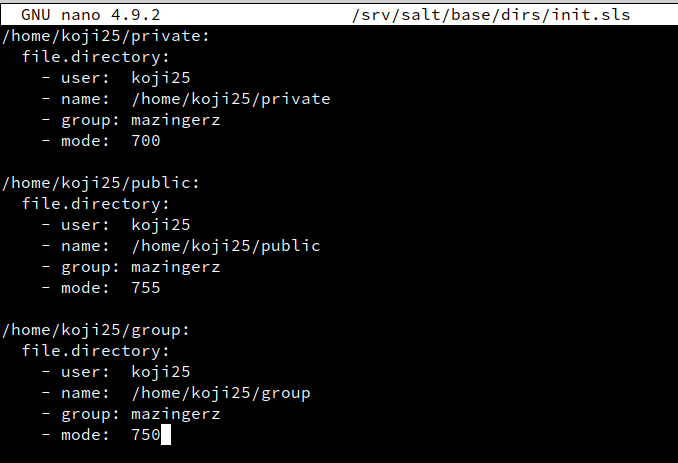 GNU nano 4.9.2 /srv/salt/base/dirs/init.sls
/home/koji25/private:
  file.directory:
    - user:  koji25
    - name:  /home/koji25/private
    - group: mazingerz
    - mode:  700

/home/koji25/public:
  file.directory:
    - user:  koji25
    - name:  /home/koji25/public
    - group: mazingerz
    - mode:  755

/home/koji25/group:
  file.directory:
    - user:  koji25
    - name:  /home/koji25/group
    - group: mazingerz
    - mode:  750